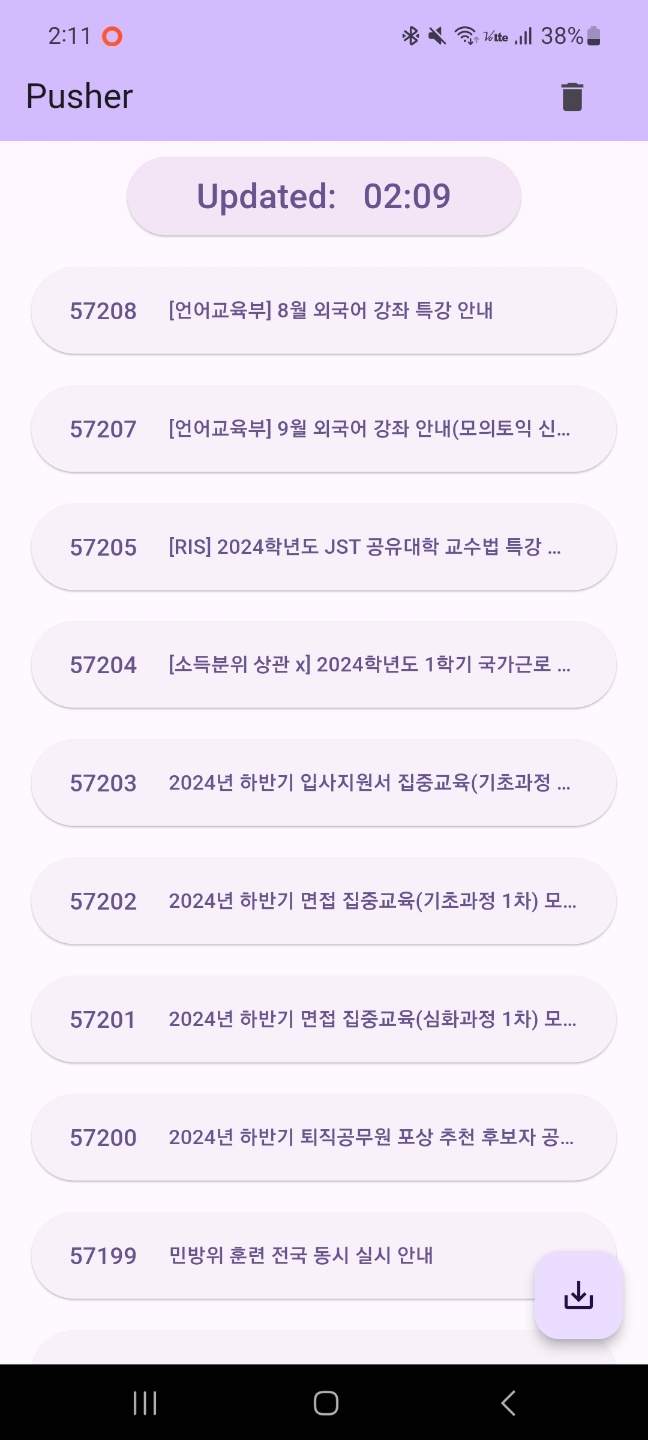 2:11 38%
Pusher
Updated: 02:09
57208 [언어교육부] 8월 외국어 강좌 특강 안내
57207 [언어교육부] 9월 외국어 강좌 안내(모의토익 신...
57205 [RIS] 2024학년도 JST 공유대학 교수법 특강 ...
57204 [소득분위 상관 x] 2024학년도 1학기 국가근로 ...
57203 2024년 하반기 입사지원서 집중교육(기초과정 ...
57202 2024년 하반기 면접 집중교육(기초과정 1차) 모...
57201 2024년 하반기 면접 집중교육(심화과정 1차) 모...
57200 2024년 하반기 퇴직공무원 포상 추천 후보자 공...
57199 민방위 훈련 전국 동시 실시 안내